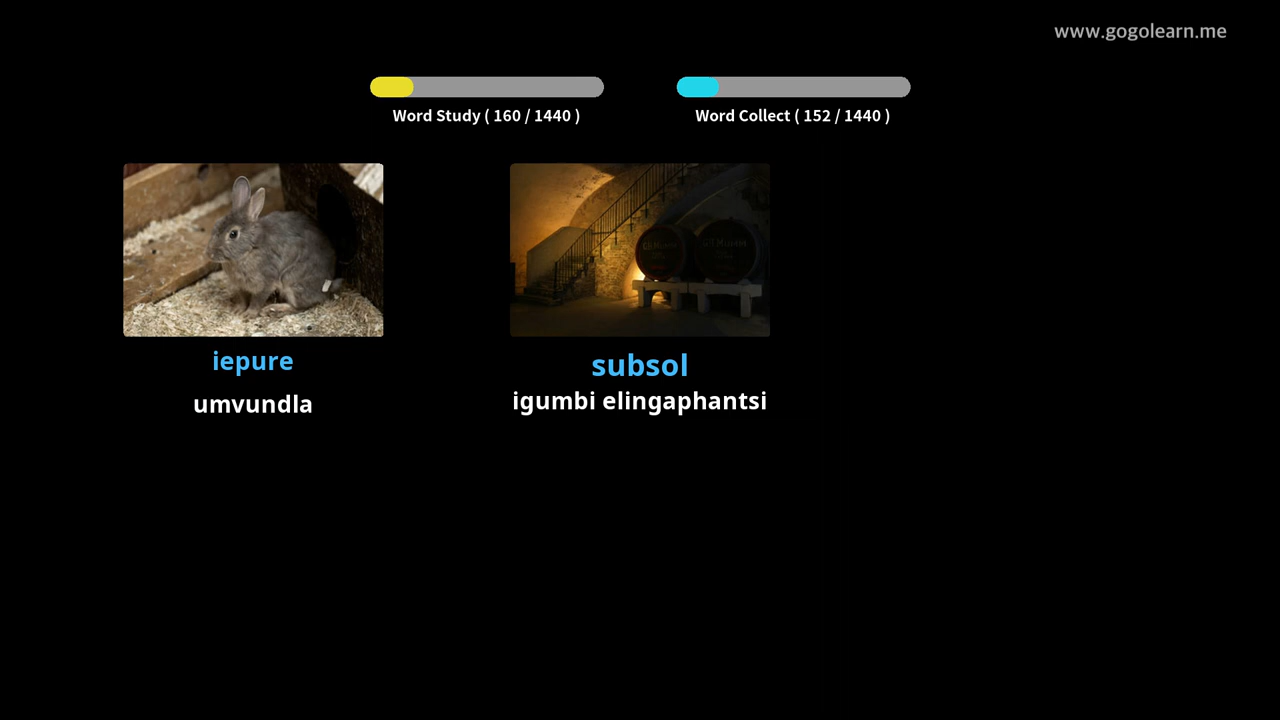 www.gogolearn.me
Word Study ( 160 / 1440 )
Word Collect ( 152 / 1440 )
iepure
umvundla
subsol
igumbi elingaphantsi